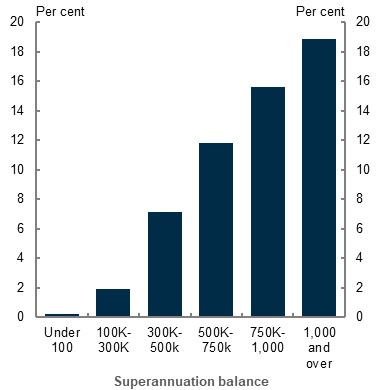 Per cent Per cent
20 20
18 18
16 16
14 14
12 12
10 10
8 8
6 6
4 4
2 2
0 0
Under 100K- 300K- 500K- 750K- 1,000
100 300K 500k 750k 1,000 and
over
Superannuation balance